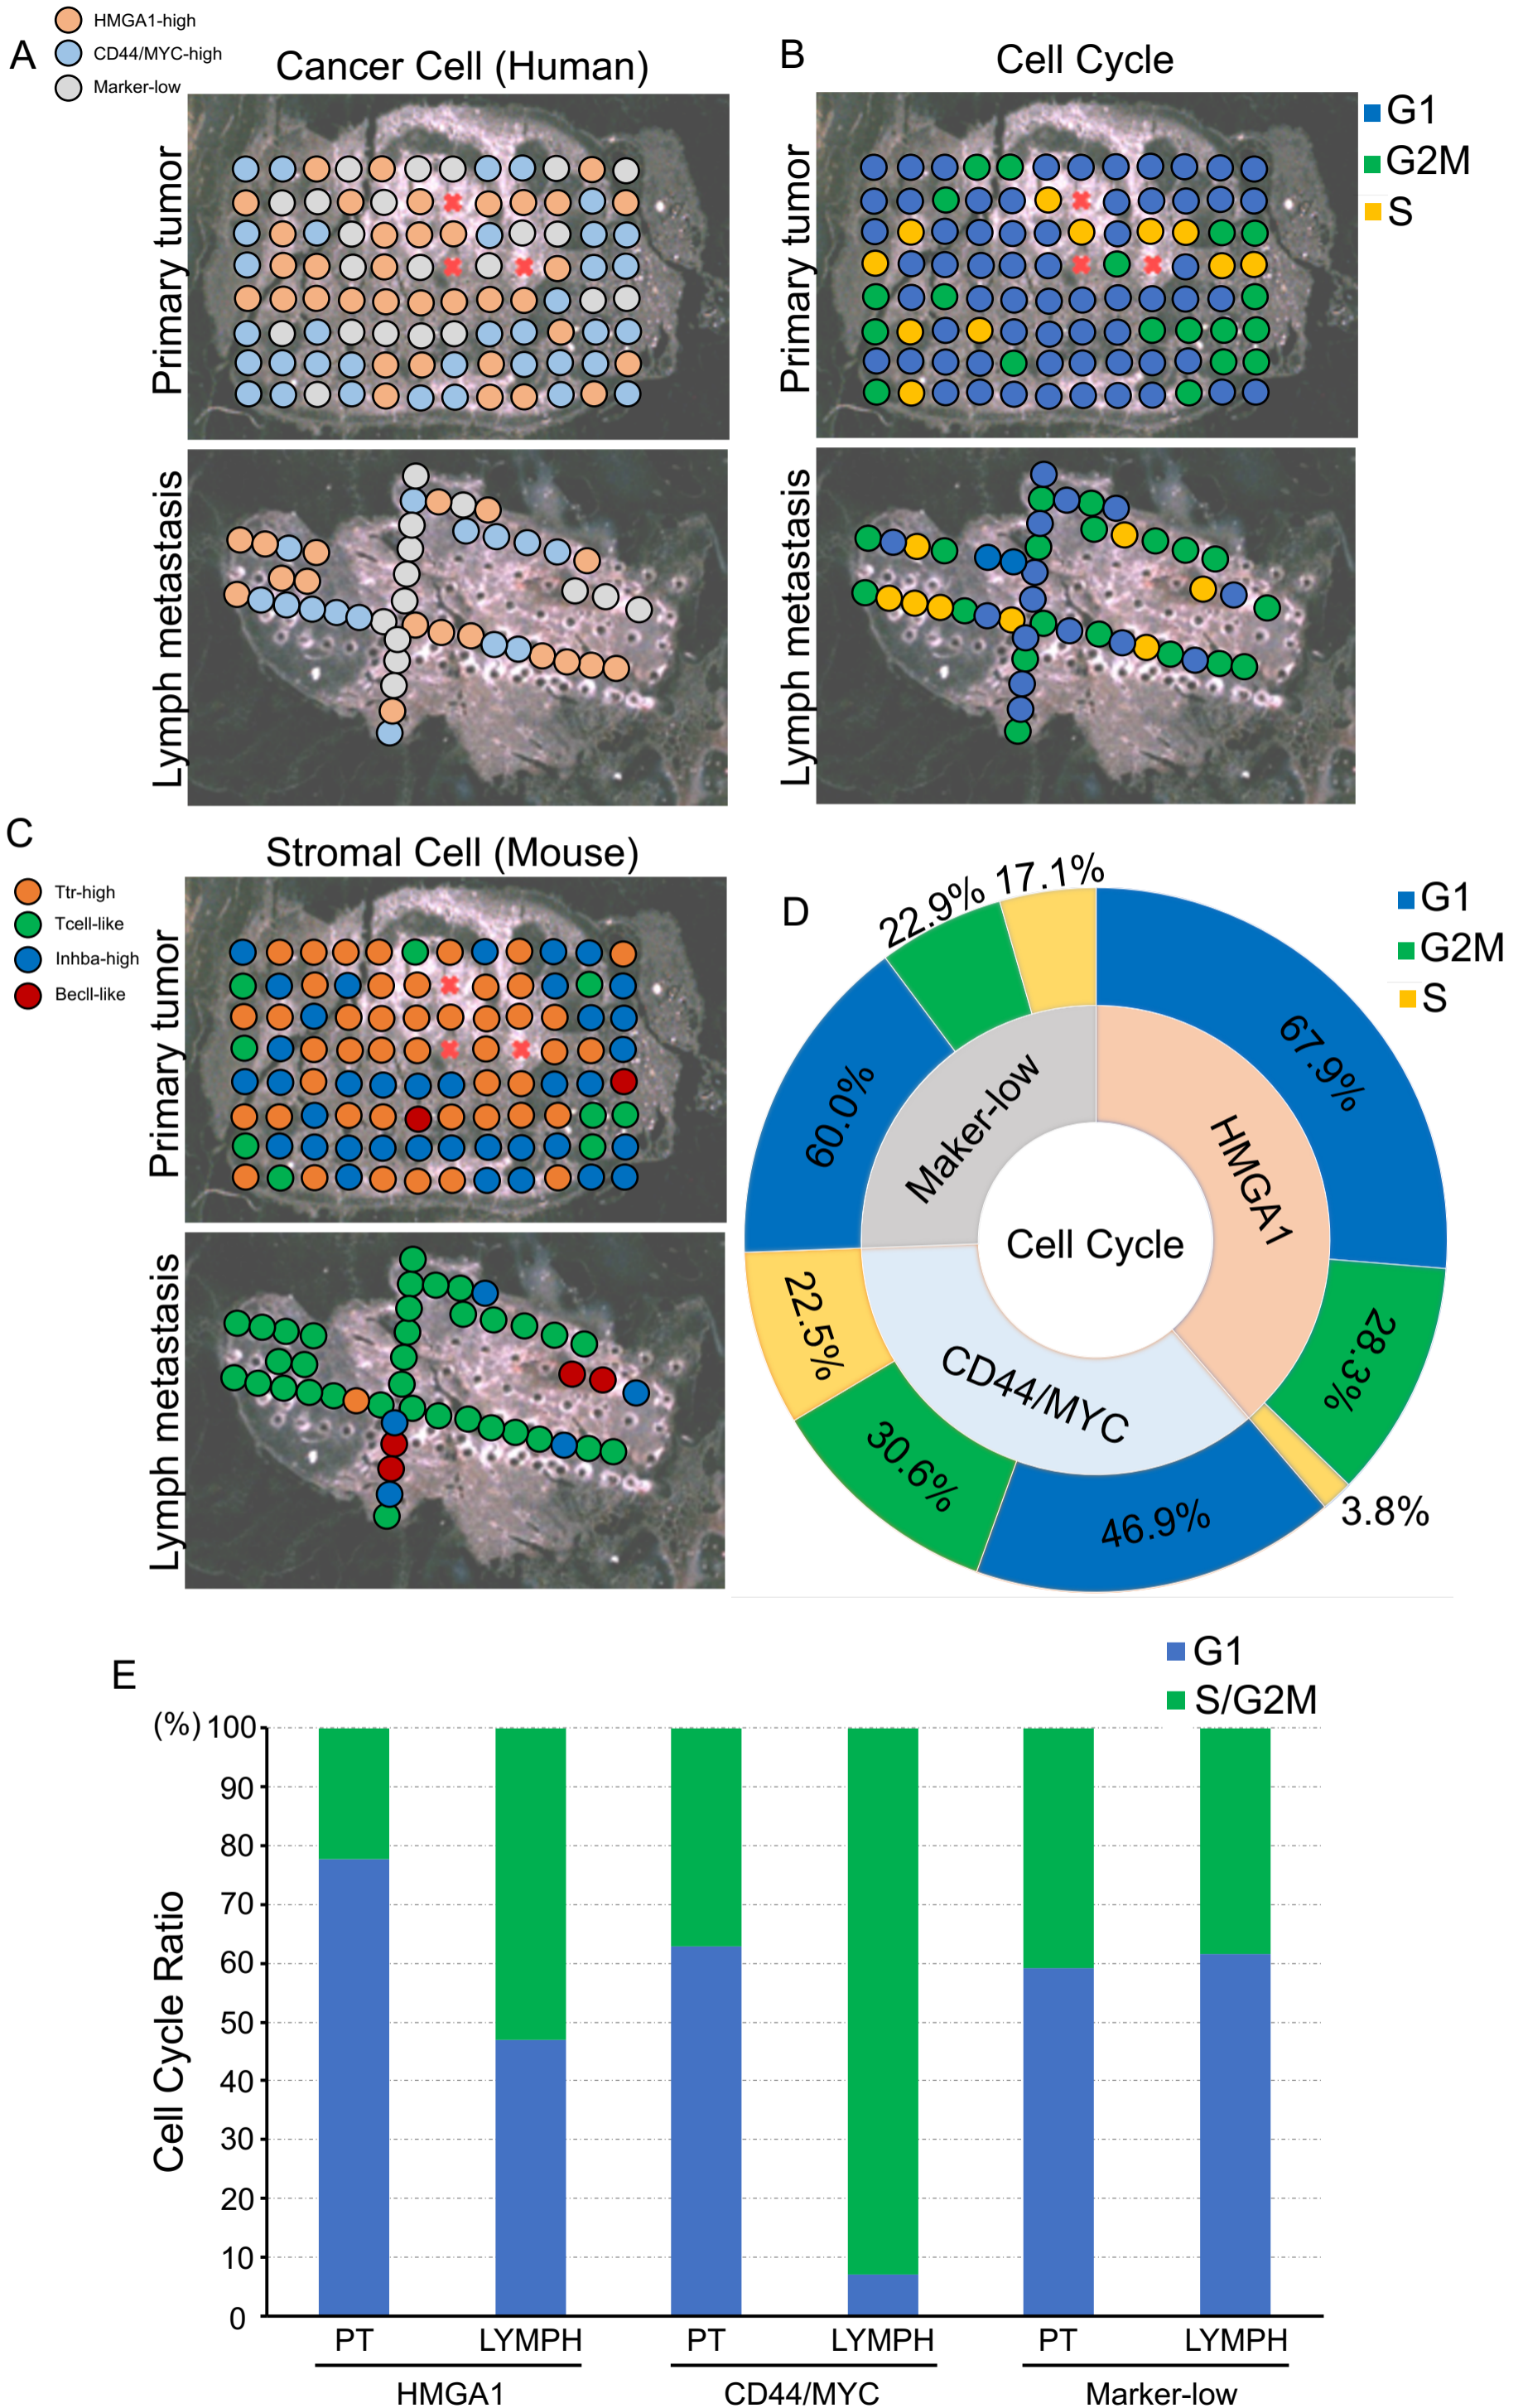 HMGA1-high
CD44/MYC-high
Marker-low
A
Cancer Cell (Human)
Primary tumor
Lymph metastasis
B
Cell Cycle
G1
G2M
S
Primary tumor
Lymph metastasis
C
Stromal Cell (Mouse)
Ttr-high
Tcell-like
Inhba-high
Becll-like
Primary tumor
Lymph metastasis
D
G1
G2M
S
22.9%
17.1%
67.9%
60.0%
Maker-low
HMGA1
Cell Cycle
28.3%
22.5%
CD44/MYC
30.6%
46.9%
3.8%
E
G1
S/G2M
(%)
100
90
80
70
60
50
40
30
20
10
0
Cell Cycle Ratio
PT LYMPH PT LYMPH PT LYMPH
HMGA1 CD44/MYC Marker-low